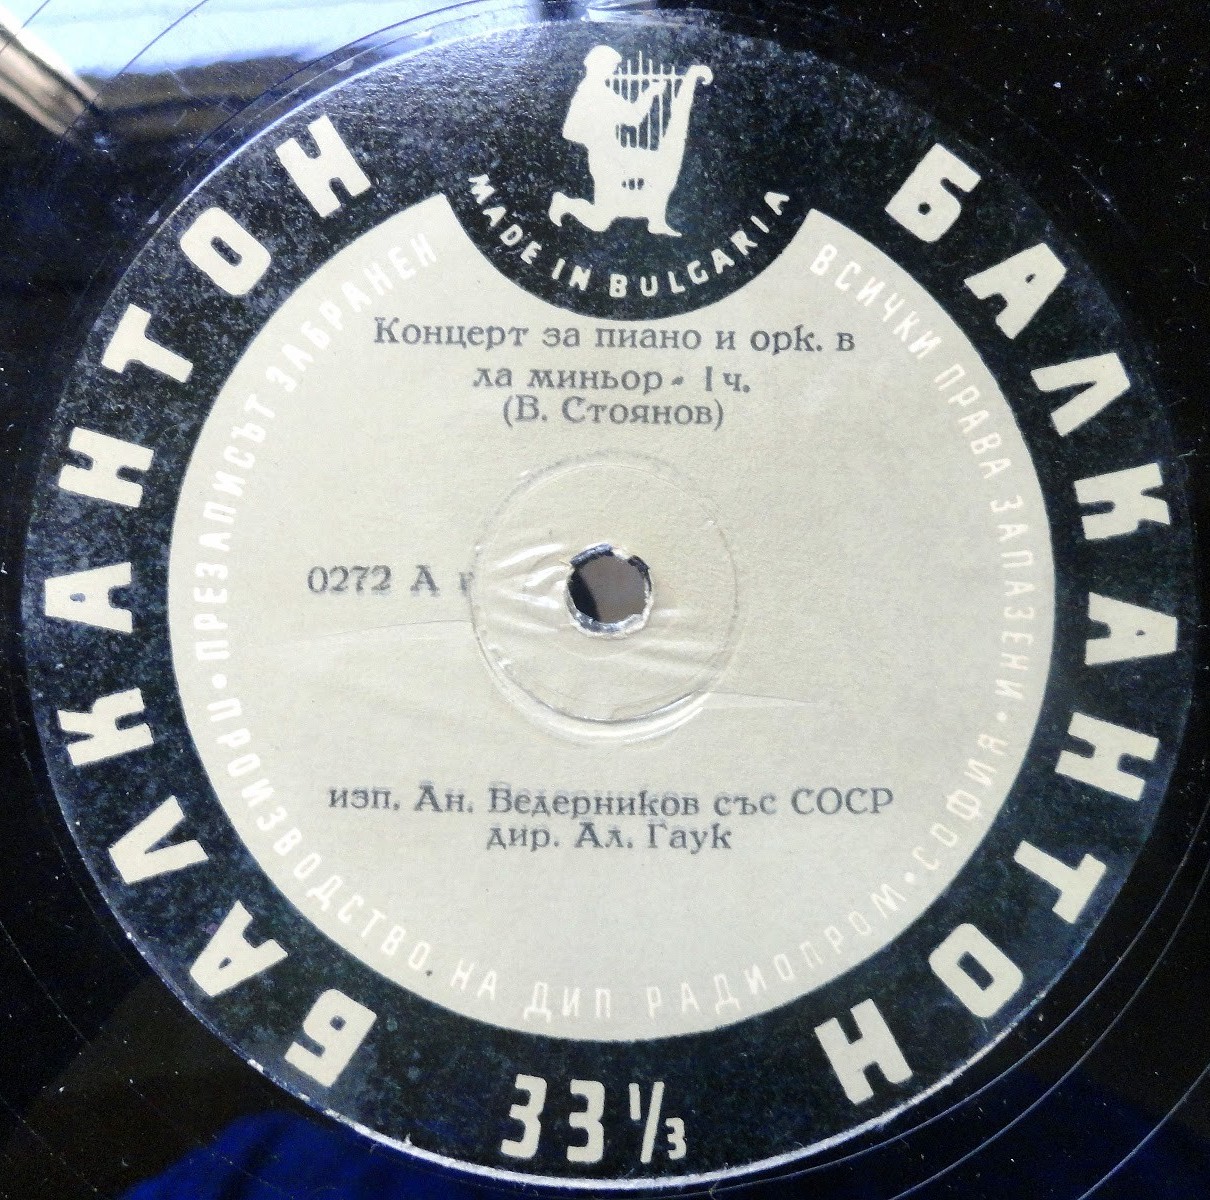 БАЛКАНТОН
БАЛКАНТОН
MADE IN BULGARIA
ВСИЧКИ ПРАВА ЗАПАЗЕНИ • СОФИЯ •
ПРОИЗВОДСТВО НА ДИП РАДИОПРОМ •
ПРЕЗАПИСЪТ ЗАБРАНЕН
Концерт за пиано и орк. в
ла миньор - I ч.
(В. Стоянов)
0272 А
изп. Ан. Ведерников със СОСР
дир. Ал. Гаук
33 1/3